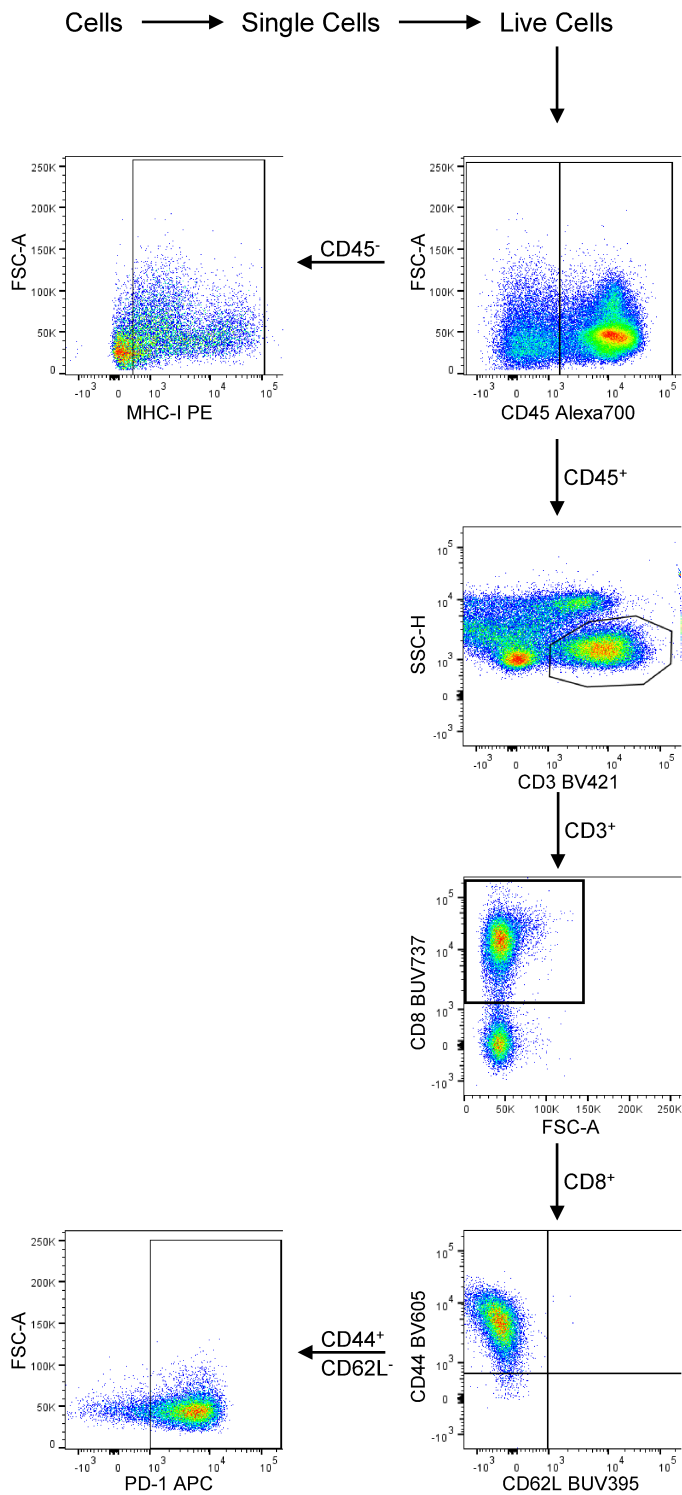 Cells Single Cells Live Cells
250K
200K
150K
100K
50K
0
FSC-A
-10³ 0 10³ 10⁴ 10⁵
MHC-I PE
CD45⁻
250K
200K
150K
100K
50K
0
FSC-A
-10³ 0 10³ 10⁴ 10⁵
CD45 Alexa700
CD45⁺
10⁵
10⁴
10³
0
-10³
SSC-H
-10³ 0 10³ 10⁴ 10⁵
CD3 BV421
CD3⁺
10⁵
10⁴
10³
0
-10³
CD8 BUV737
0 50K 100K 150K 200K 250K
FSC-A
CD8⁺
250K
200K
150K
100K
50K
0
FSC-A
-10³ 0 10³ 10⁴ 10⁵
PD-1 APC
CD44⁺
CD62L⁻
10⁵
10⁴
10³
0
-10³
CD44 BV605
-10³ 0 10³ 10⁴ 10⁵
CD62L BUV395